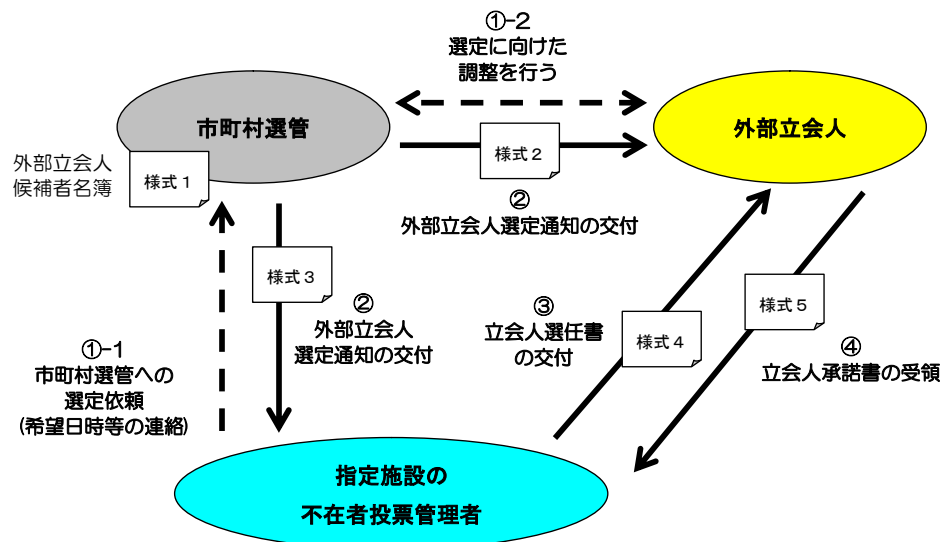 ①-2
選定に向けた
調整を行う
市町村選管
外部立会人
外部立会人
候補者名簿
様式１
様式２
②
外部立会人選定通知の交付
様式３
②
外部立会人
選定通知の交付
③
立会人選任書
の交付
様式４
様式５
④
立会人承諾書の受領
①-1
市町村選管への
選定依頼
(希望日時等の連絡)
指定施設の
不在者投票管理者